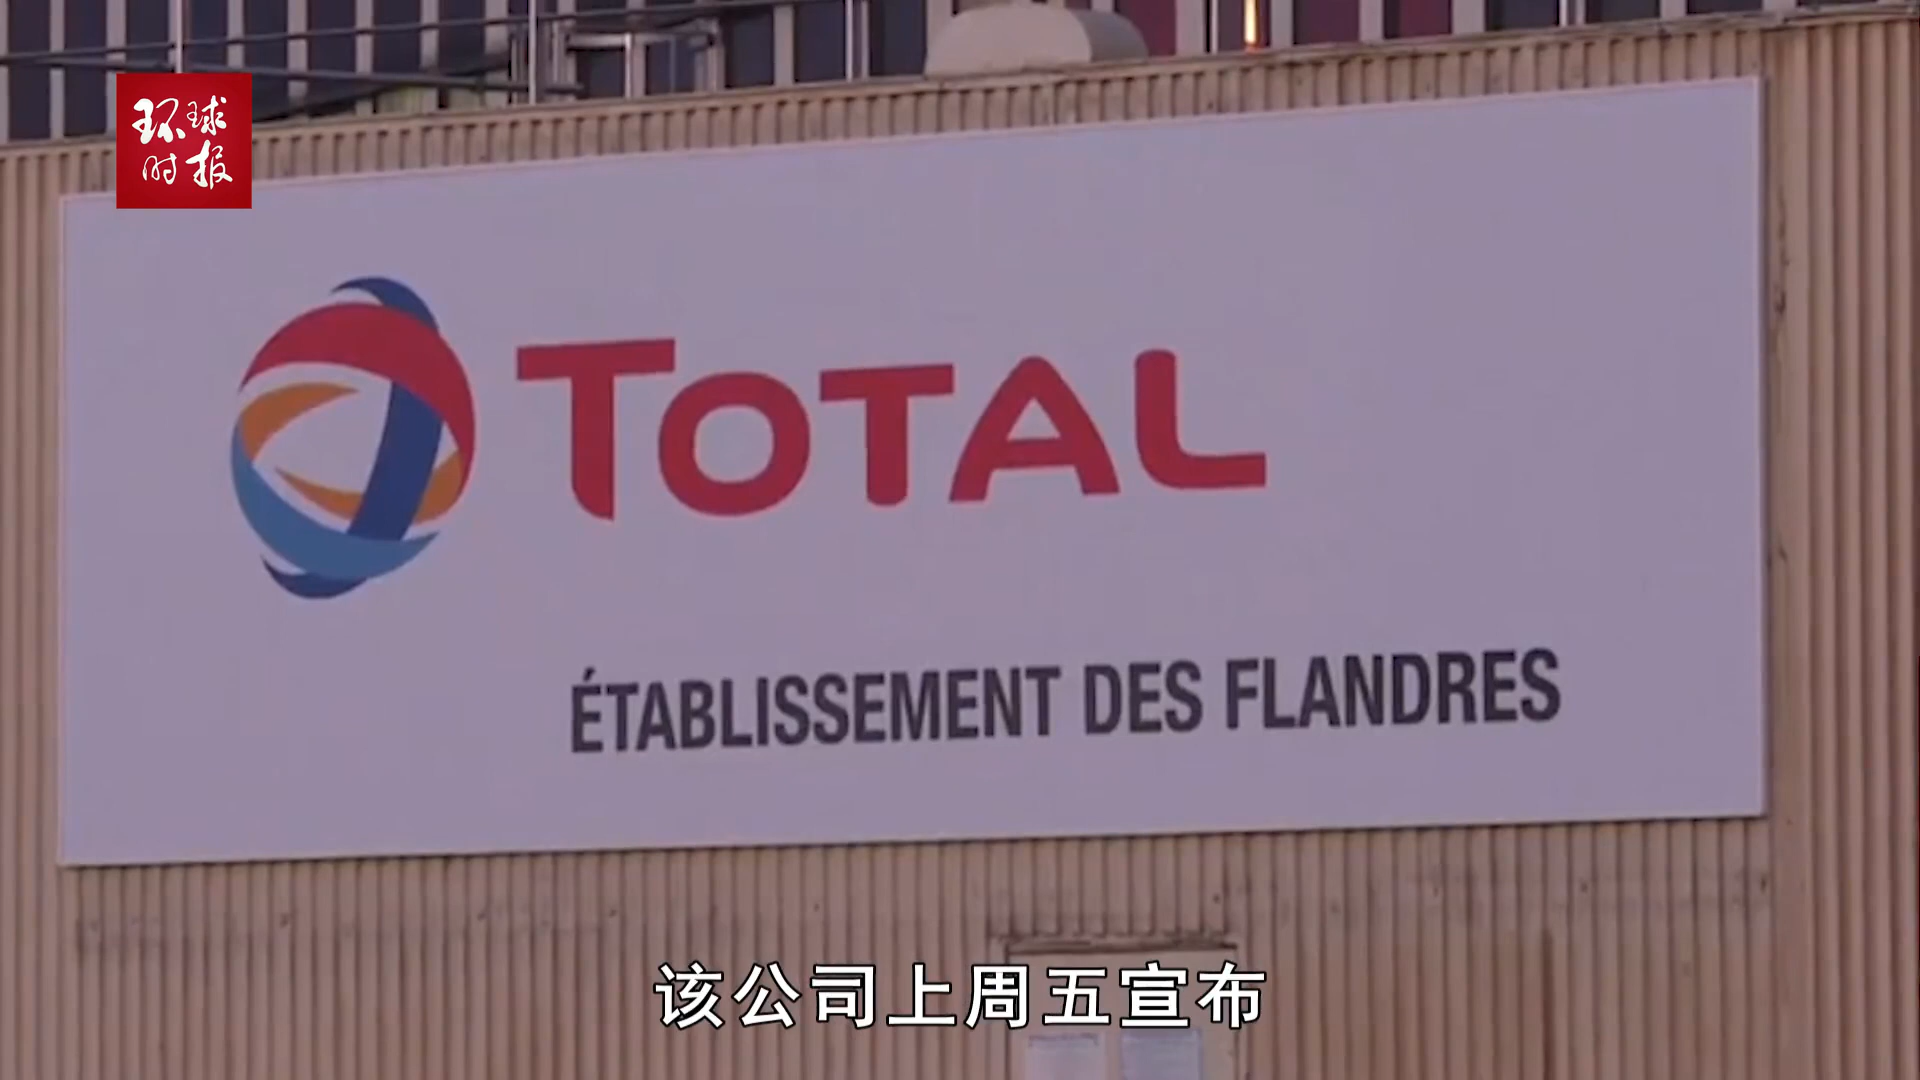 环球
时报
TOTAL
ÉTABLISSEMENT DES FLANDRES
该公司上周五宣布